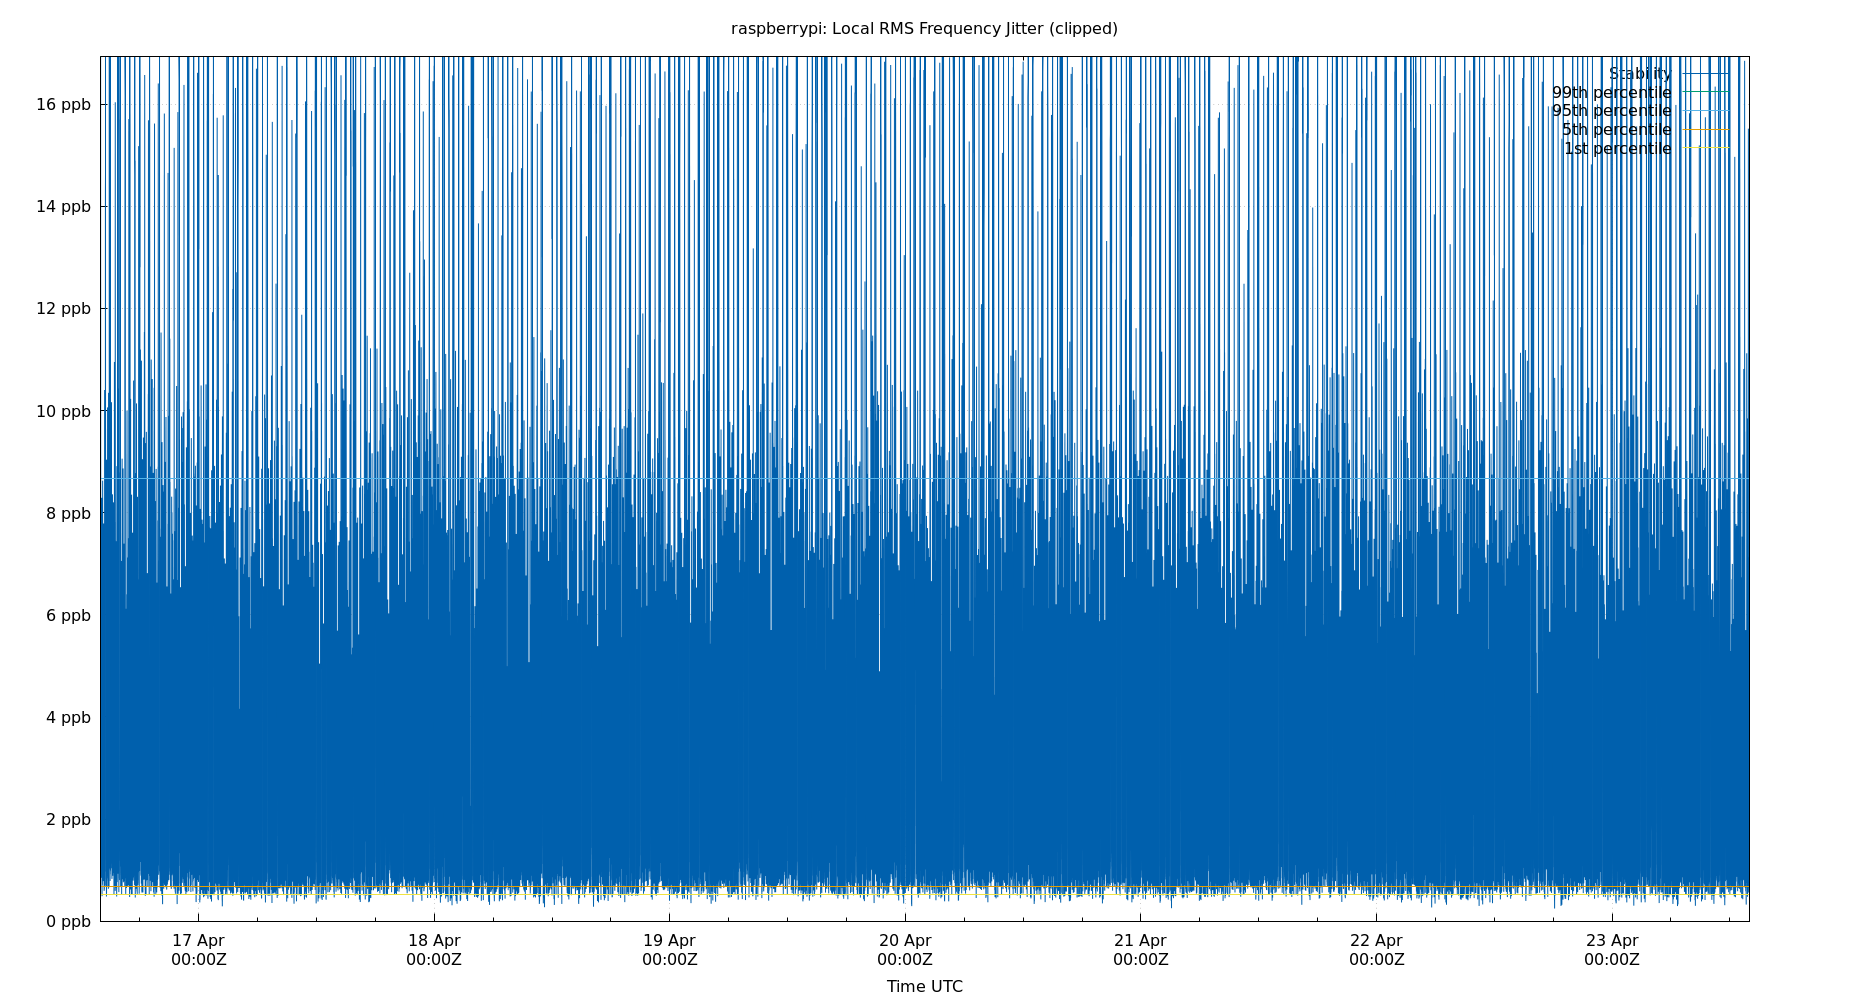 raspberrypi: Local RMS Frequency Jitter (clipped)
Stability
99th percentile
95th percentile
5th percentile
1st percentile
16 ppb
14 ppb
12 ppb
10 ppb
8 ppb
6 ppb
4 ppb
2 ppb
0 ppb
17 Apr 18 Apr 19 Apr 20 Apr 21 Apr 22 Apr 23 Apr
00:00Z 00:00Z 00:00Z 00:00Z 00:00Z 00:00Z 00:00Z
Time UTC